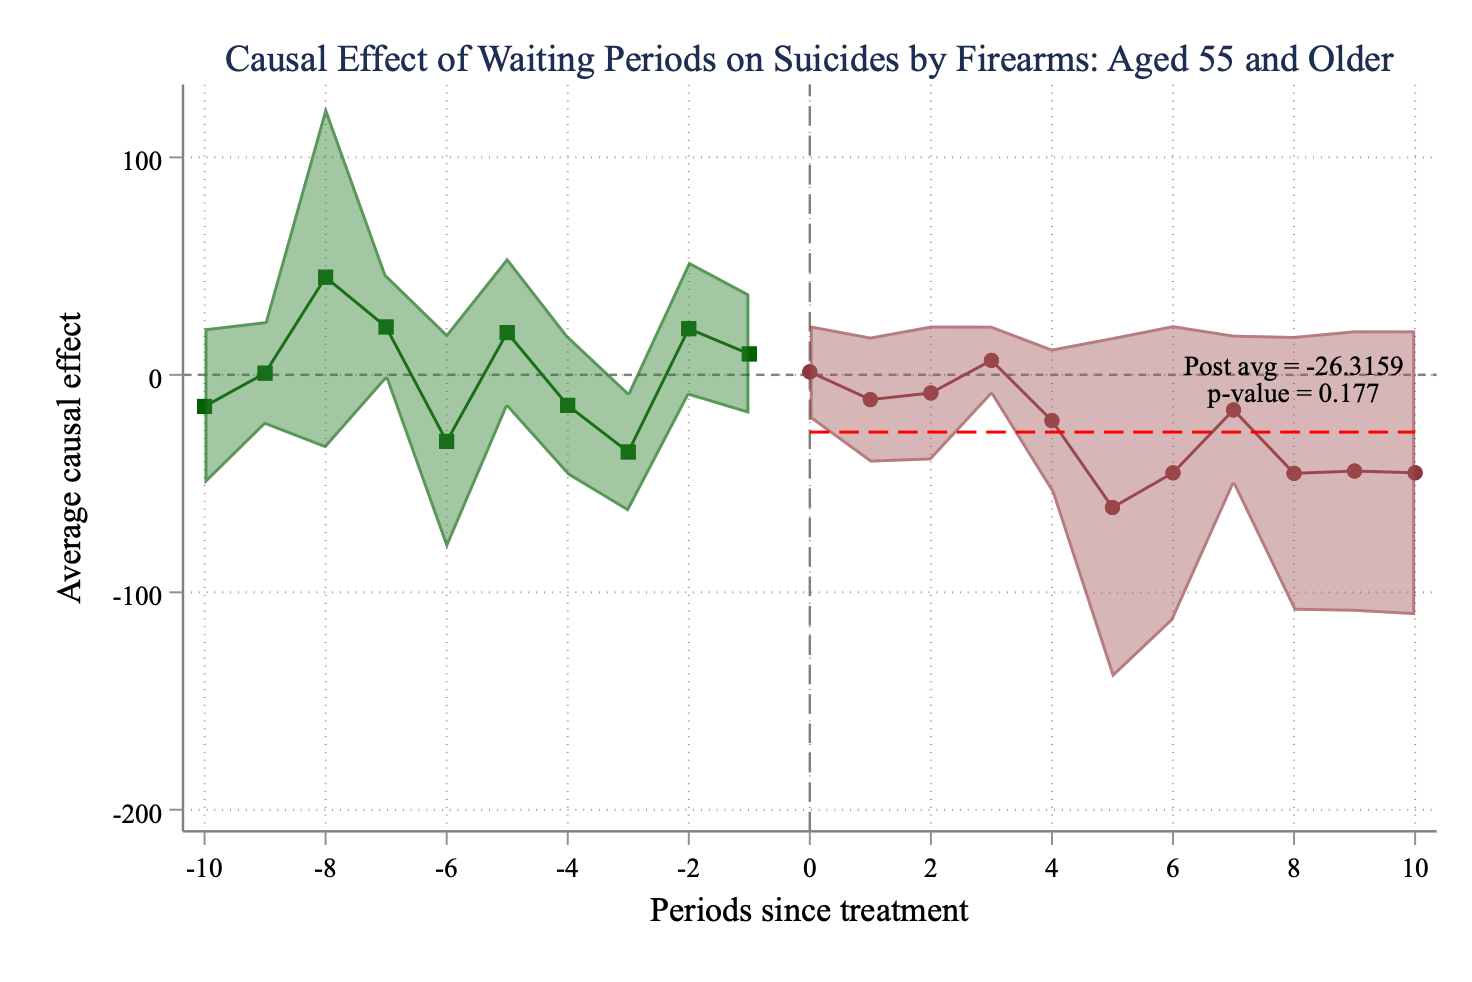 Causal Effect of Waiting Periods on Suicides by Firearms: Aged 55 and Older
Average causal effect
100
0
-100
-200
Post avg = -26.3159
p-value = 0.177
-10 -8 -6 -4 -2 0 2 4 6 8 10
Periods since treatment